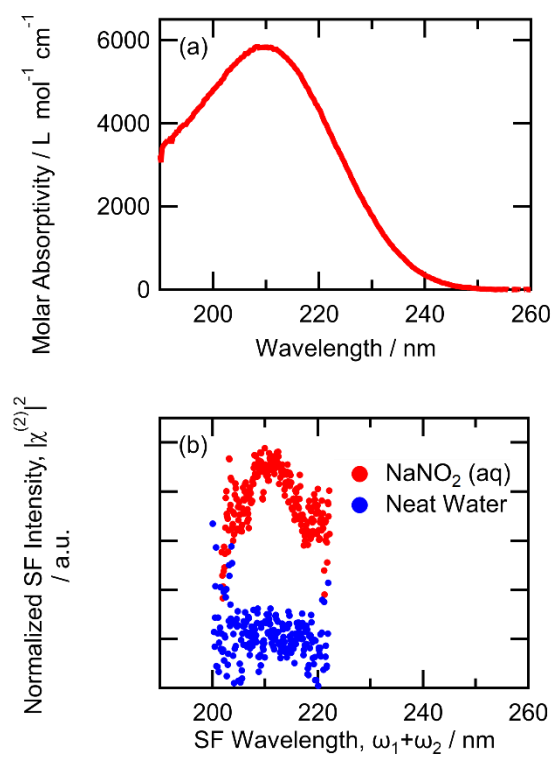 (a)
Molar Absorptivity / L mol⁻¹ cm⁻¹
6000
4000
2000
0
200
220
240
260
Wavelength / nm
(b)
Normalized SF Intensity, |χ⁽²⁾|²
/ a.u.
NaNO₂ (aq)
Neat Water
200
220
240
260
SF Wavelength, ω₁+ω₂ / nm